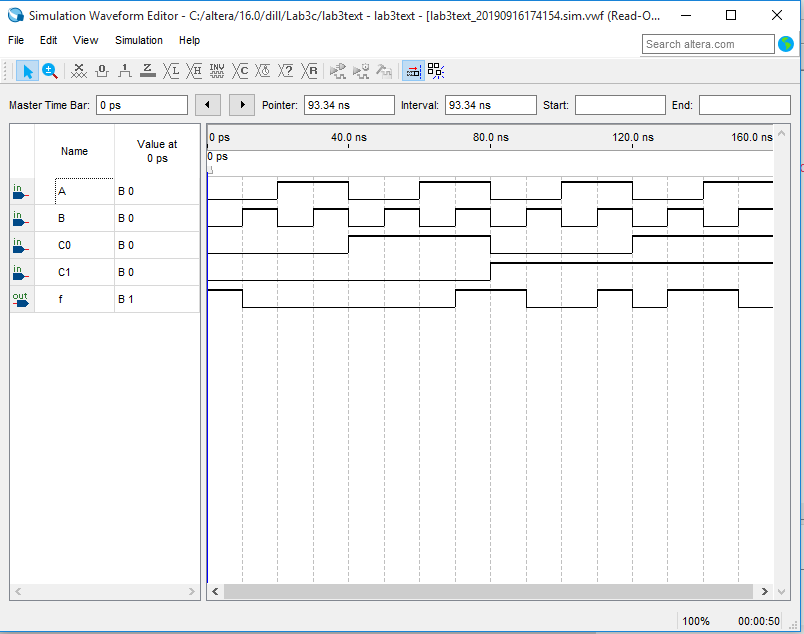 Simulation Waveform Editor - C:/altera/16.0/dill/Lab3c/lab3text - lab3text - [lab3text_20190916174154.sim.vwf (Read-O...
File Edit View Simulation Help
Search altera.com
Master Time Bar: 0 ps Pointer: 93.34 ns Interval: 93.34 ns Start: End:
Name Value at 0 ps
0 ps 40.0 ns 80.0 ns 120.0 ns 160.0 ns
0 ps
in A B 0
in B B 0
in C0 B 0
in C1 B 0
out f B 1
100% 00:00:50